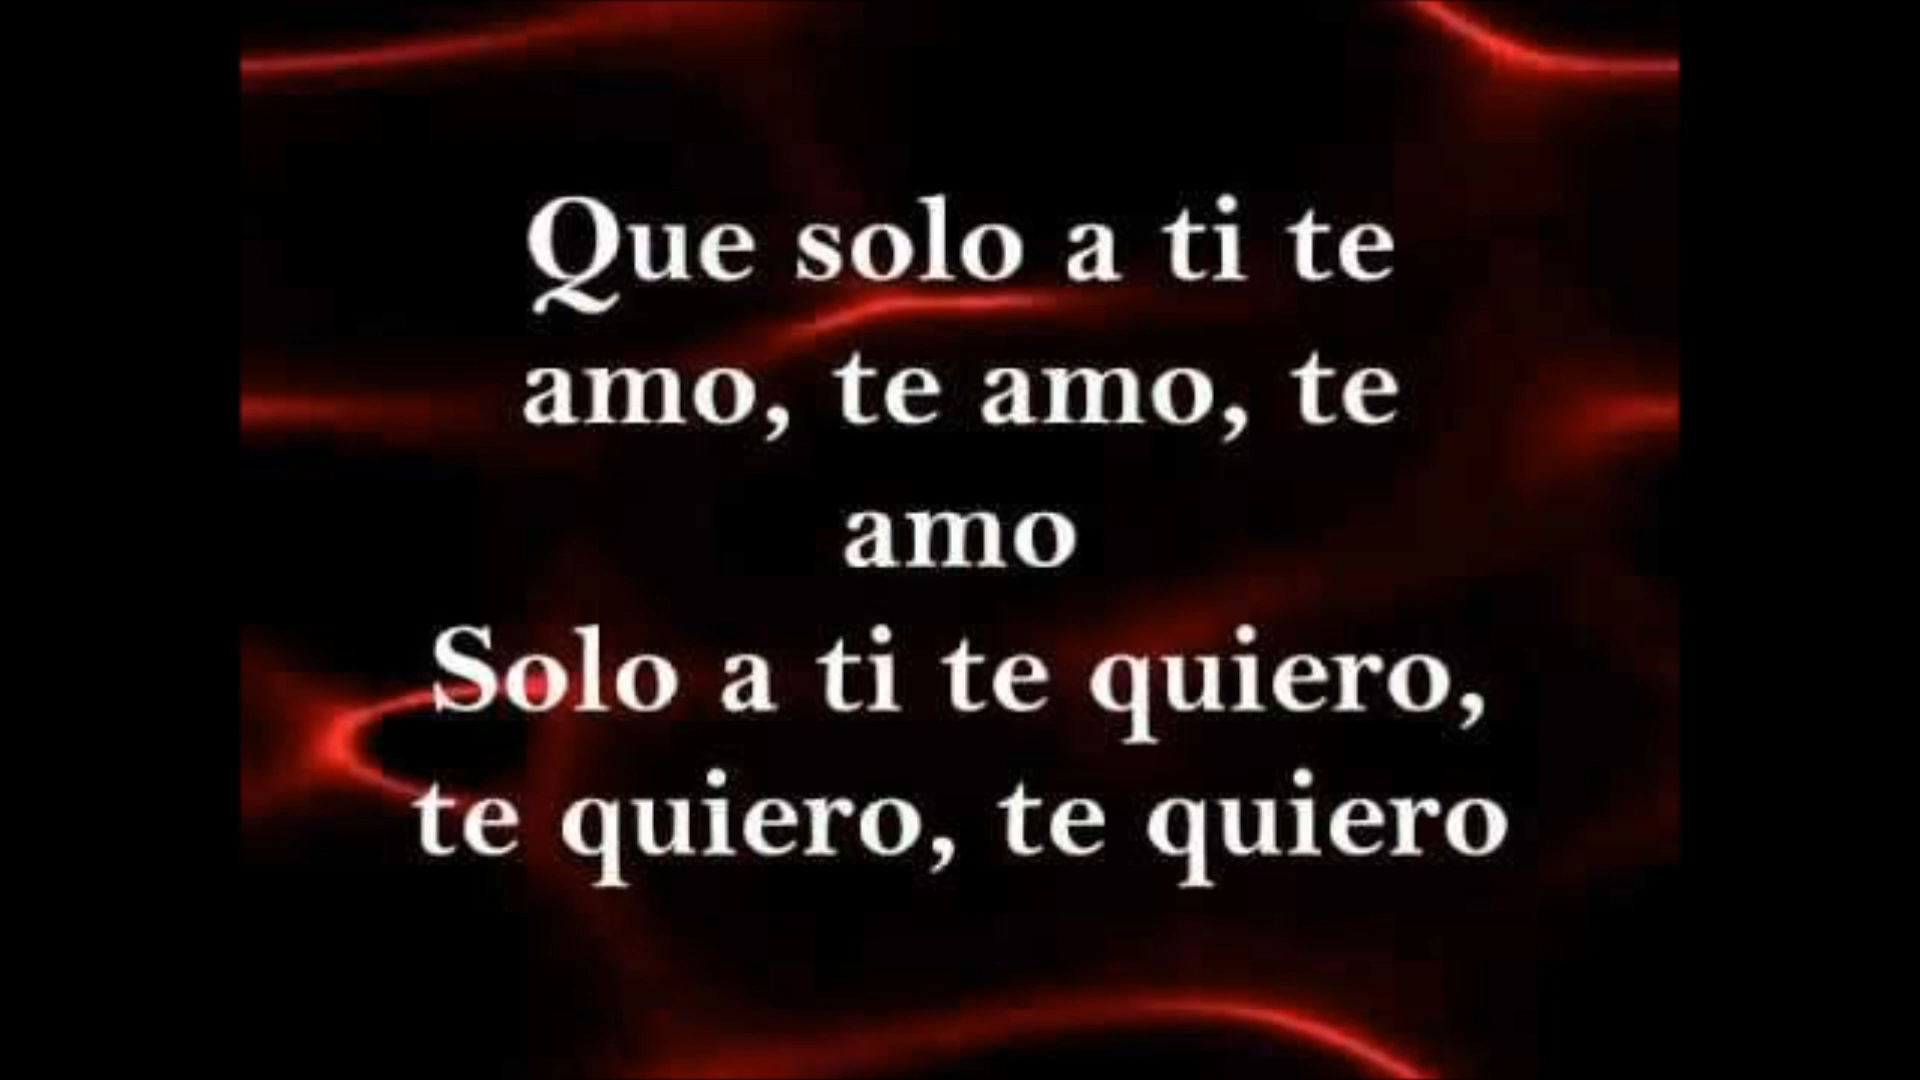 Que solo a ti te
amo, te amo, te
amo
Solo a ti te quiero,
te quiero, te quiero